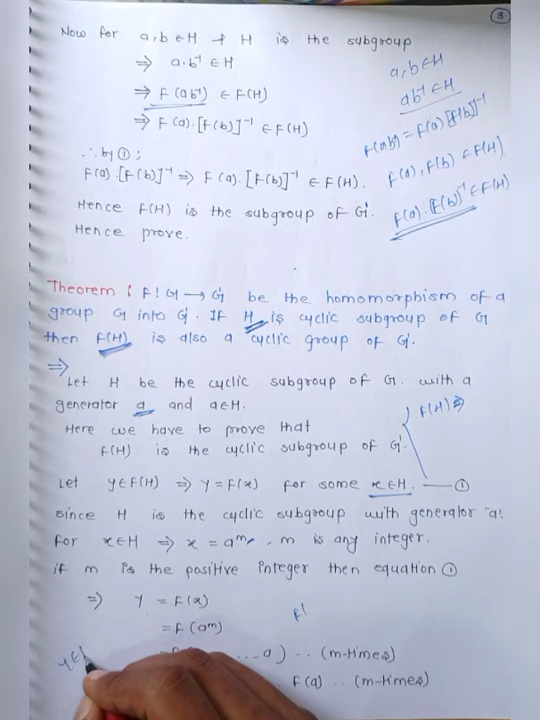 3
Now for a,b ∈ H & H is the subgroup
⇒ a.b⁻¹ ∈ H
⇒ F(ab⁻¹) ∈ F(H)
⇒ F(a).[F(b)]⁻¹ ∈ F(H)
∴ by ① ;
F(a).[F(b)]⁻¹ ⇒ F(a).[F(b)]⁻¹ ∈ F(H).
Hence F(H) is the subgroup of G'.
Hence prove.
a,b ∈ H
ab⁻¹ ∈ H
F(ab⁻¹) = F(a)[F(b)]⁻¹
F(a), F(b) ∈ F(H).
F(a).[F(b)]⁻¹ ∈ F(H)
Theorem : F: G → G' be the homomorphism of a
group G into G'. If H is cyclic subgroup of G
then F(H) is also a cyclic group of G'.
⇒
Let H be the cyclic subgroup of G. with a
generator a and a∈H.
Here we have to prove that
F(H) is the cyclic subgroup of G'.
F(H) ⇒
Let y∈F(H) ⇒ y=F(x) for some x∈H. — ①
since H is the cyclic subgroup with generator 'a'.
for x∈H ⇒ x = aᵐ, m is any integer.
if m is the positive integer then equation ①
⇒ y = F(x)
F!
= F(aᵐ)
y∈
... a) .. (m-times)
F(a) .. (m-times)